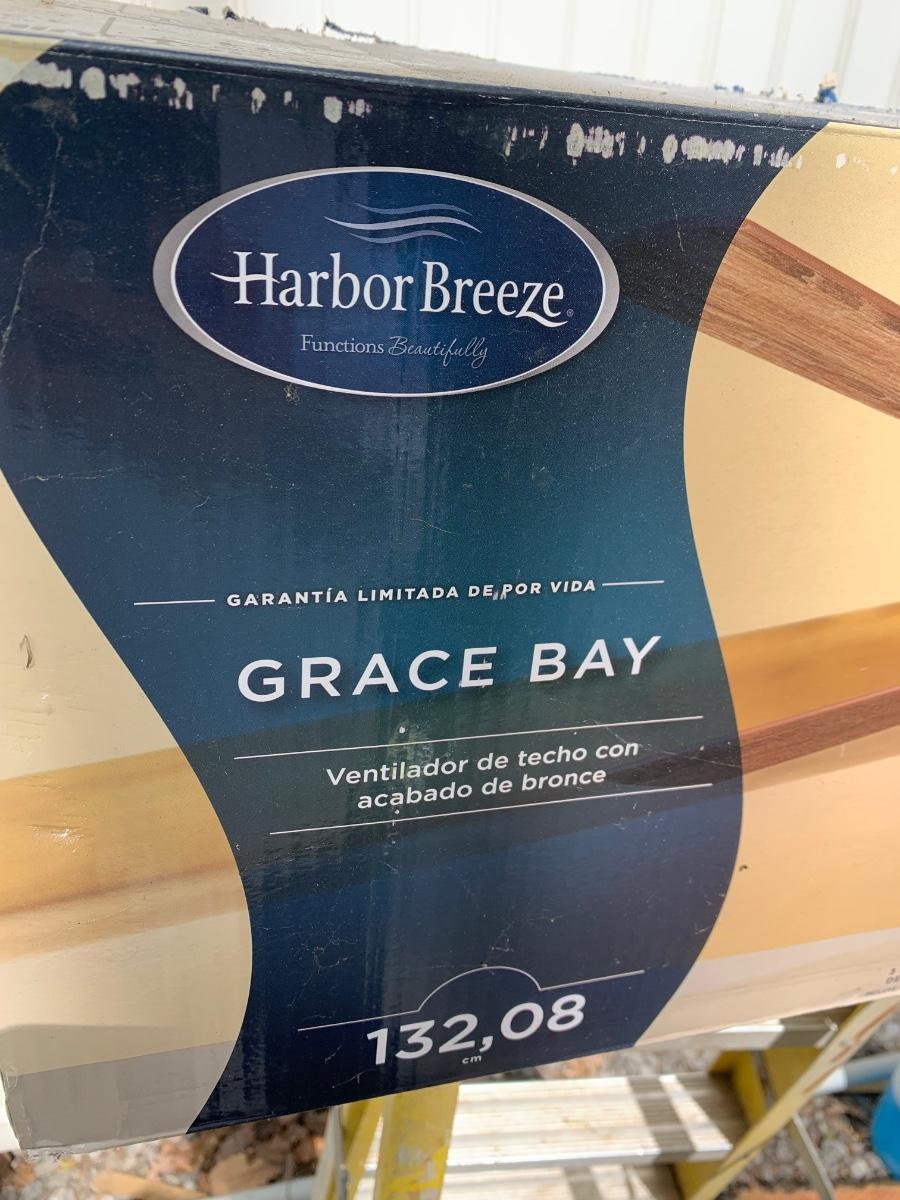 Harbor Breeze®
Functions Beautifully
GARANTÍA LIMITADA DE POR VIDA
GRACE BAY
Ventilador de techo con
acabado de bronce
132,08
cm